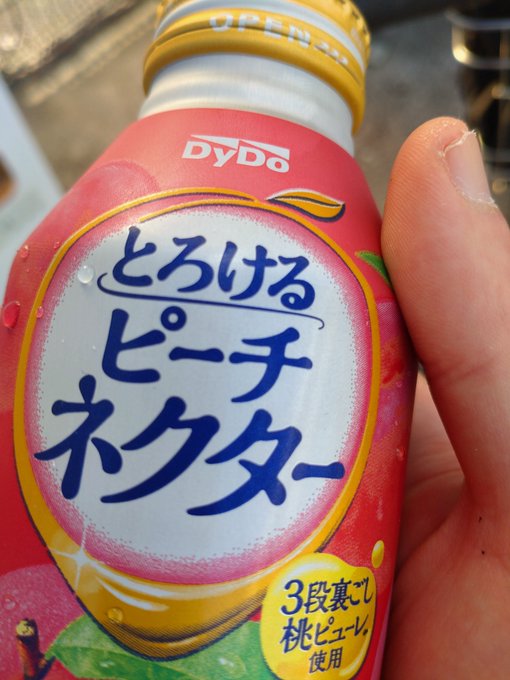 OPEN
DyDo
とろける
ピーチ
ネクター
3段裏ごし
桃ピューレ。
使用